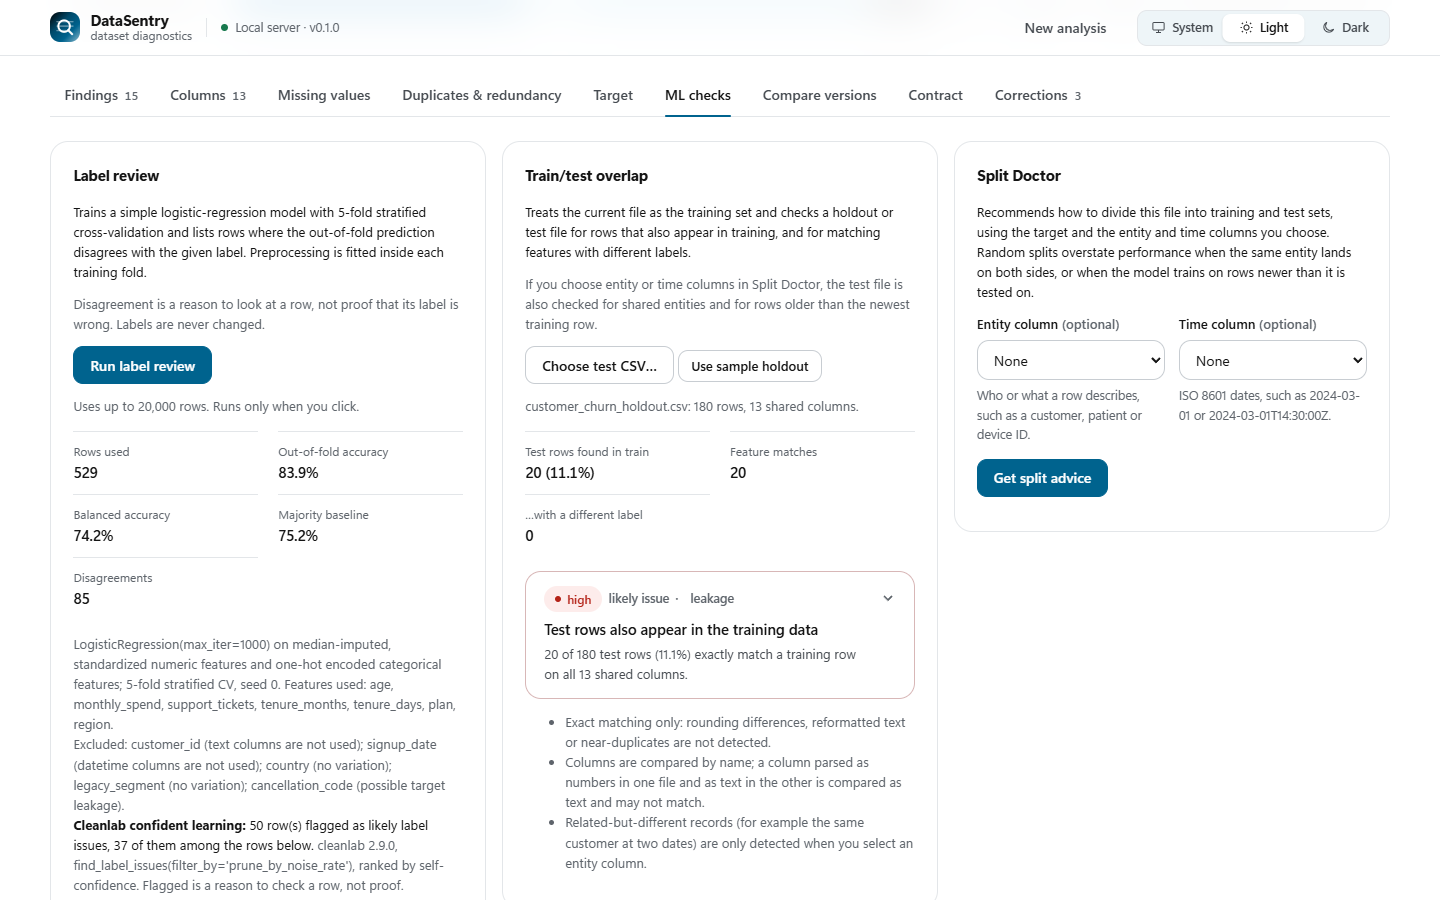 DataSentry
dataset diagnostics
Local server · v0.1.0
New analysis
System
Light
Dark
Findings 15
Columns 13
Missing values
Duplicates & redundancy
Target
ML checks
Compare versions
Contract
Corrections 3
Label review
Trains a simple logistic-regression model with 5-fold stratified
cross-validation and lists rows where the out-of-fold prediction
disagrees with the given label. Preprocessing is fitted inside each
training fold.
Disagreement is a reason to look at a row, not proof that its label is
wrong. Labels are never changed.
Run label review
Uses up to 20,000 rows. Runs only when you click.
Rows used
529
Out-of-fold accuracy
83.9%
Balanced accuracy
74.2%
Majority baseline
75.2%
Disagreements
85
LogisticRegression(max_iter=1000) on median-imputed,
standardized numeric features and one-hot encoded categorical
features; 5-fold stratified CV, seed 0. Features used: age,
monthly_spend, support_tickets, tenure_months, tenure_days, plan,
region.
Excluded: customer_id (text columns are not used); signup_date
(datetime columns are not used); country (no variation);
legacy_segment (no variation); cancellation_code (possible target
leakage).
Cleanlab confident learning: 50 row(s) flagged as likely label
issues, 37 of them among the rows below. cleanlab 2.9.0,
find_label_issues(filter_by='prune_by_noise_rate'), ranked by self-
confidence. Flagged is a reason to check a row, not proof.
Train/test overlap
Treats the current file as the training set and checks a holdout or
test file for rows that also appear in training, and for matching
features with different labels.
If you choose entity or time columns in Split Doctor, the test file is
also checked for shared entities and for rows older than the newest
training row.
Choose test CSV...
Use sample holdout
customer_churn_holdout.csv: 180 rows, 13 shared columns.
Test rows found in train
20 (11.1%)
Feature matches
20
...with a different label
0
high
likely issue ·
leakage
Test rows also appear in the training data
20 of 180 test rows (11.1%) exactly match a training row
on all 13 shared columns.
• Exact matching only: rounding differences, reformatted text
or near-duplicates are not detected.
• Columns are compared by name; a column parsed as
numbers in one file and as text in the other is compared as
text and may not match.
• Related-but-different records (for example the same
customer at two dates) are only detected when you select an
entity column.
Split Doctor
Recommends how to divide this file into training and test sets,
using the target and the entity and time columns you choose.
Random splits overstate performance when the same entity lands
on both sides, or when the model trains on rows newer than it is
tested on.
Entity column (optional)
None
Who or what a row describes,
such as a customer, patient or
device ID.
Time column (optional)
None
ISO 8601 dates, such as 2024-03-
01 or 2024-03-01T14:30:00Z.
Get split advice